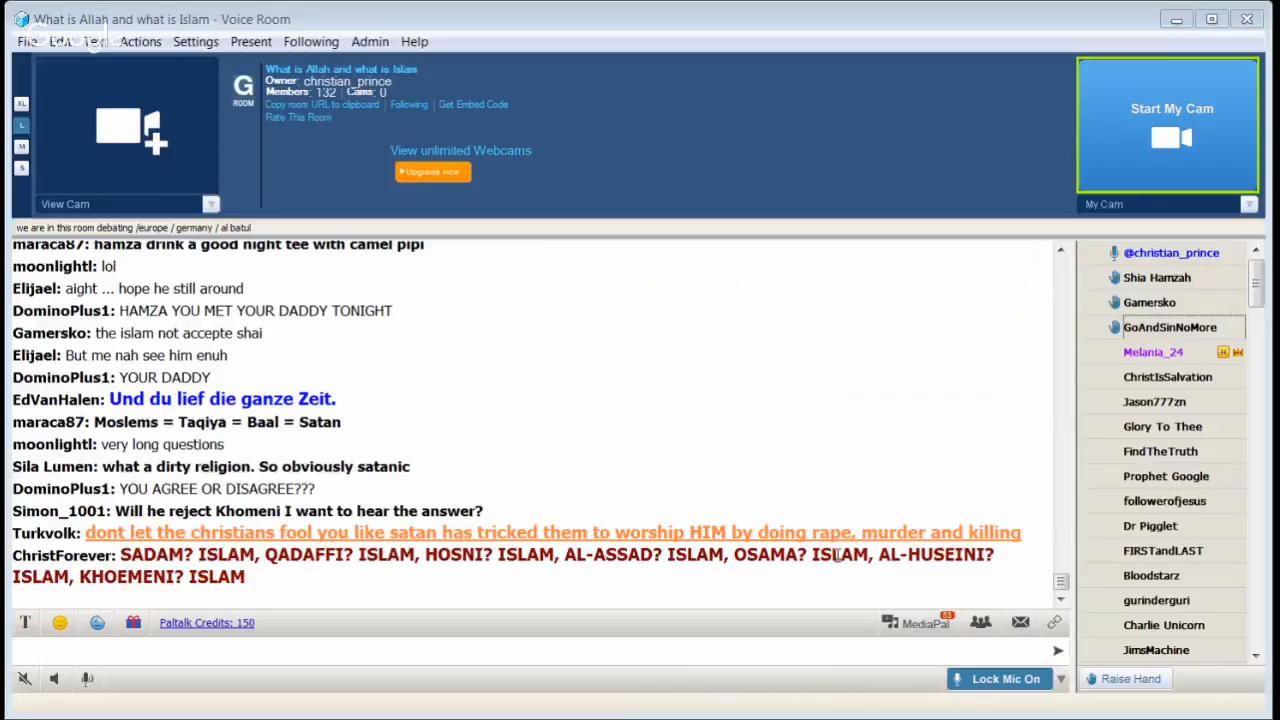 What is Allah and what is Islam - Voice Room
Google
File Edit Text Actions Settings Present Following Admin Help
XL
L
M
S
G
ROOM
What is Allah and what is Islam
Owner: christian_prince
Members: 132 Cams: 0
Copy room URL to clipboard | Following | Get Embed Code
Rate This Room
View unlimited Webcams
Upgrade now
Start My Cam
View Cam
My Cam
we are in this room debating /europe / germany / al batul
maraca87: hamza drink a good night tee with camel pipi
moonlightl: lol
Elijael: aight ... hope he still around
DominoPlus1: HAMZA YOU MET YOUR DADDY TONIGHT
Gamersko: the islam not accepte shai
Elijael: But me nah see him enuh
DominoPlus1: YOUR DADDY
EdVanHalen: Und du lief die ganze Zeit.
maraca87: Moslems = Taqiya = Baal = Satan
moonlightl: very long questions
Sila Lumen: what a dirty religion. So obviously satanic
DominoPlus1: YOU AGREE OR DISAGREE???
Simon_1001: Will he reject Khomeni I want to hear the answer?
Turkvolk: dont let the christians fool you like satan has tricked them to worship HIM by doing rape, murder and killing
ChristForever: SADAM? ISLAM, QADAFFI? ISLAM, HOSNI? ISLAM, AL-ASSAD? ISLAM, OSAMA? ISLAM, AL-HUSEINI?
ISLAM, KHOEMENI? ISLAM
@christian_prince
Shia Hamzah
Gamersko
GoAndSinNoMore
Melania_24
ChristIsSalvation
Jason777zn
Glory To Thee
FindTheTruth
Prophet Google
followerofjesus
Dr Pigglet
FIRSTandLAST
Bloodstarz
gurinderguri
Charlie Unicorn
JimsMachine
T
Paltalk Credits: 150
MediaPal
53
Lock Mic On
Raise Hand